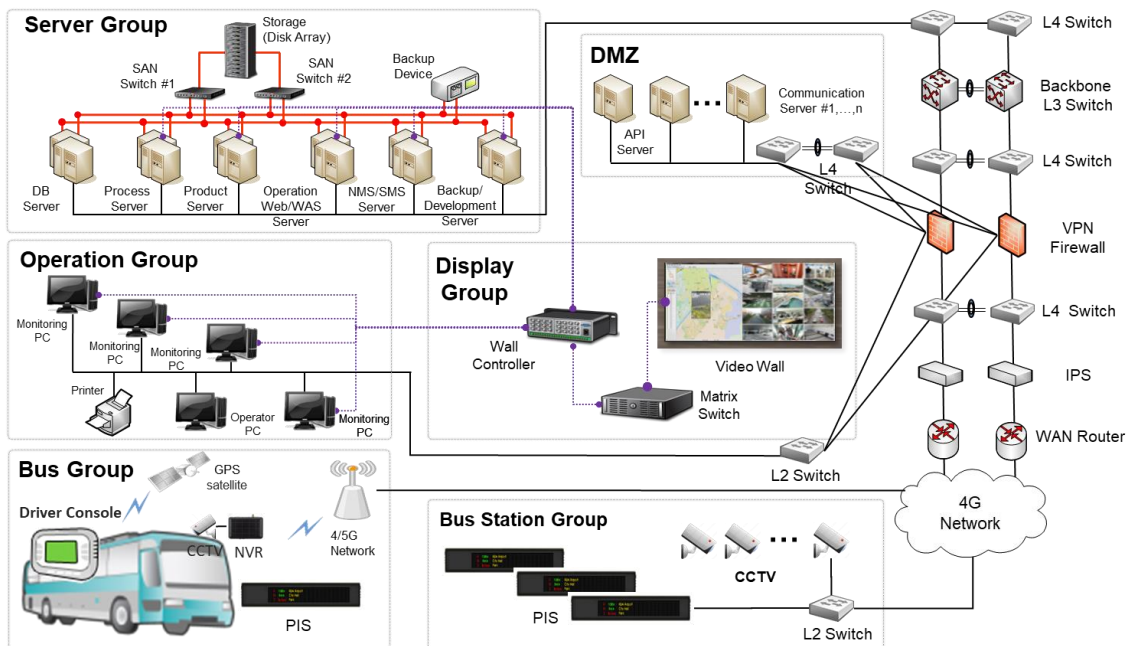 Server Group
Storage
(Disk Array)
SAN
Switch #1
SAN
Switch #2
Backup
Device
DB
Server
Process
Server
Product
Server
Operation
Web/WAS
Server
NMS/SMS
Server
Backup/
Development
Server
DMZ
API
Server
Communication
Server #1,…,n
L4
Switch
L4 Switch
Backbone
L3 Switch
L4 Switch
VPN
Firewall
L4 Switch
IPS
WAN Router
4G
Network
Operation Group
Monitoring
PC
Monitoring
PC
Monitoring
PC
Printer
Operator
PC
Monitoring
PC
Display
Group
Wall
Controller
Video Wall
Matrix
Switch
L2 Switch
Bus Group
GPS
satellite
Driver Console
CCTV
NVR
4/5G
Network
PIS
Bus Station Group
CCTV
PIS
L2 Switch